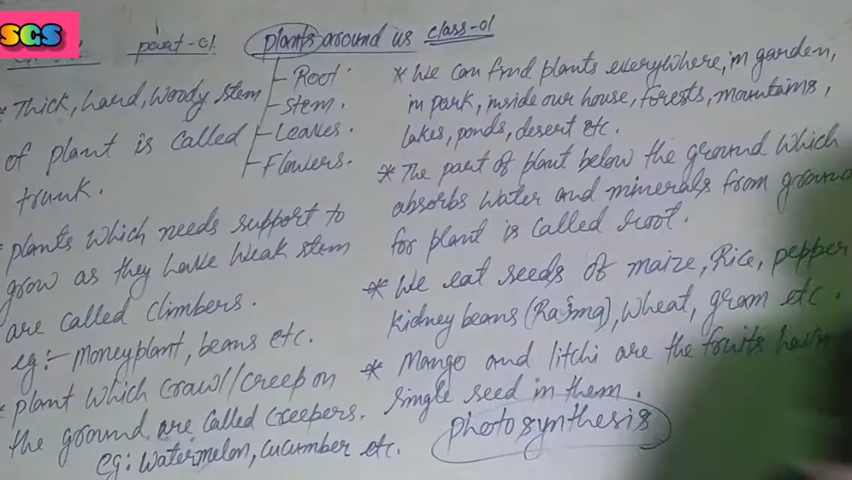 SGS
part-01
plants around us class-01
- Root
- Stem.
- Leaves.
- Flowers.
* Thick, hard, woody stem
of plant is called
trunk.
* plants which needs support to
grow as they have weak stem
are called climbers.
eg:- Moneyplant, beans etc.
* plant which crawl/creep on
the ground are called creepers.
eg: watermelon, cucumber etc.
* We can find plants everywhere, in garden,
in park, inside our house, forests, mountains,
lakes, ponds, desert etc.
* The part of plant below the ground which
absorbs water and minerals from ground
for plant is called root.
* We eat seeds of maize, Rice, pepper
kidney beans (Rajma), wheat, gram etc.
* Mango and litchi are the fruits
single seed in them.
photosynthesis